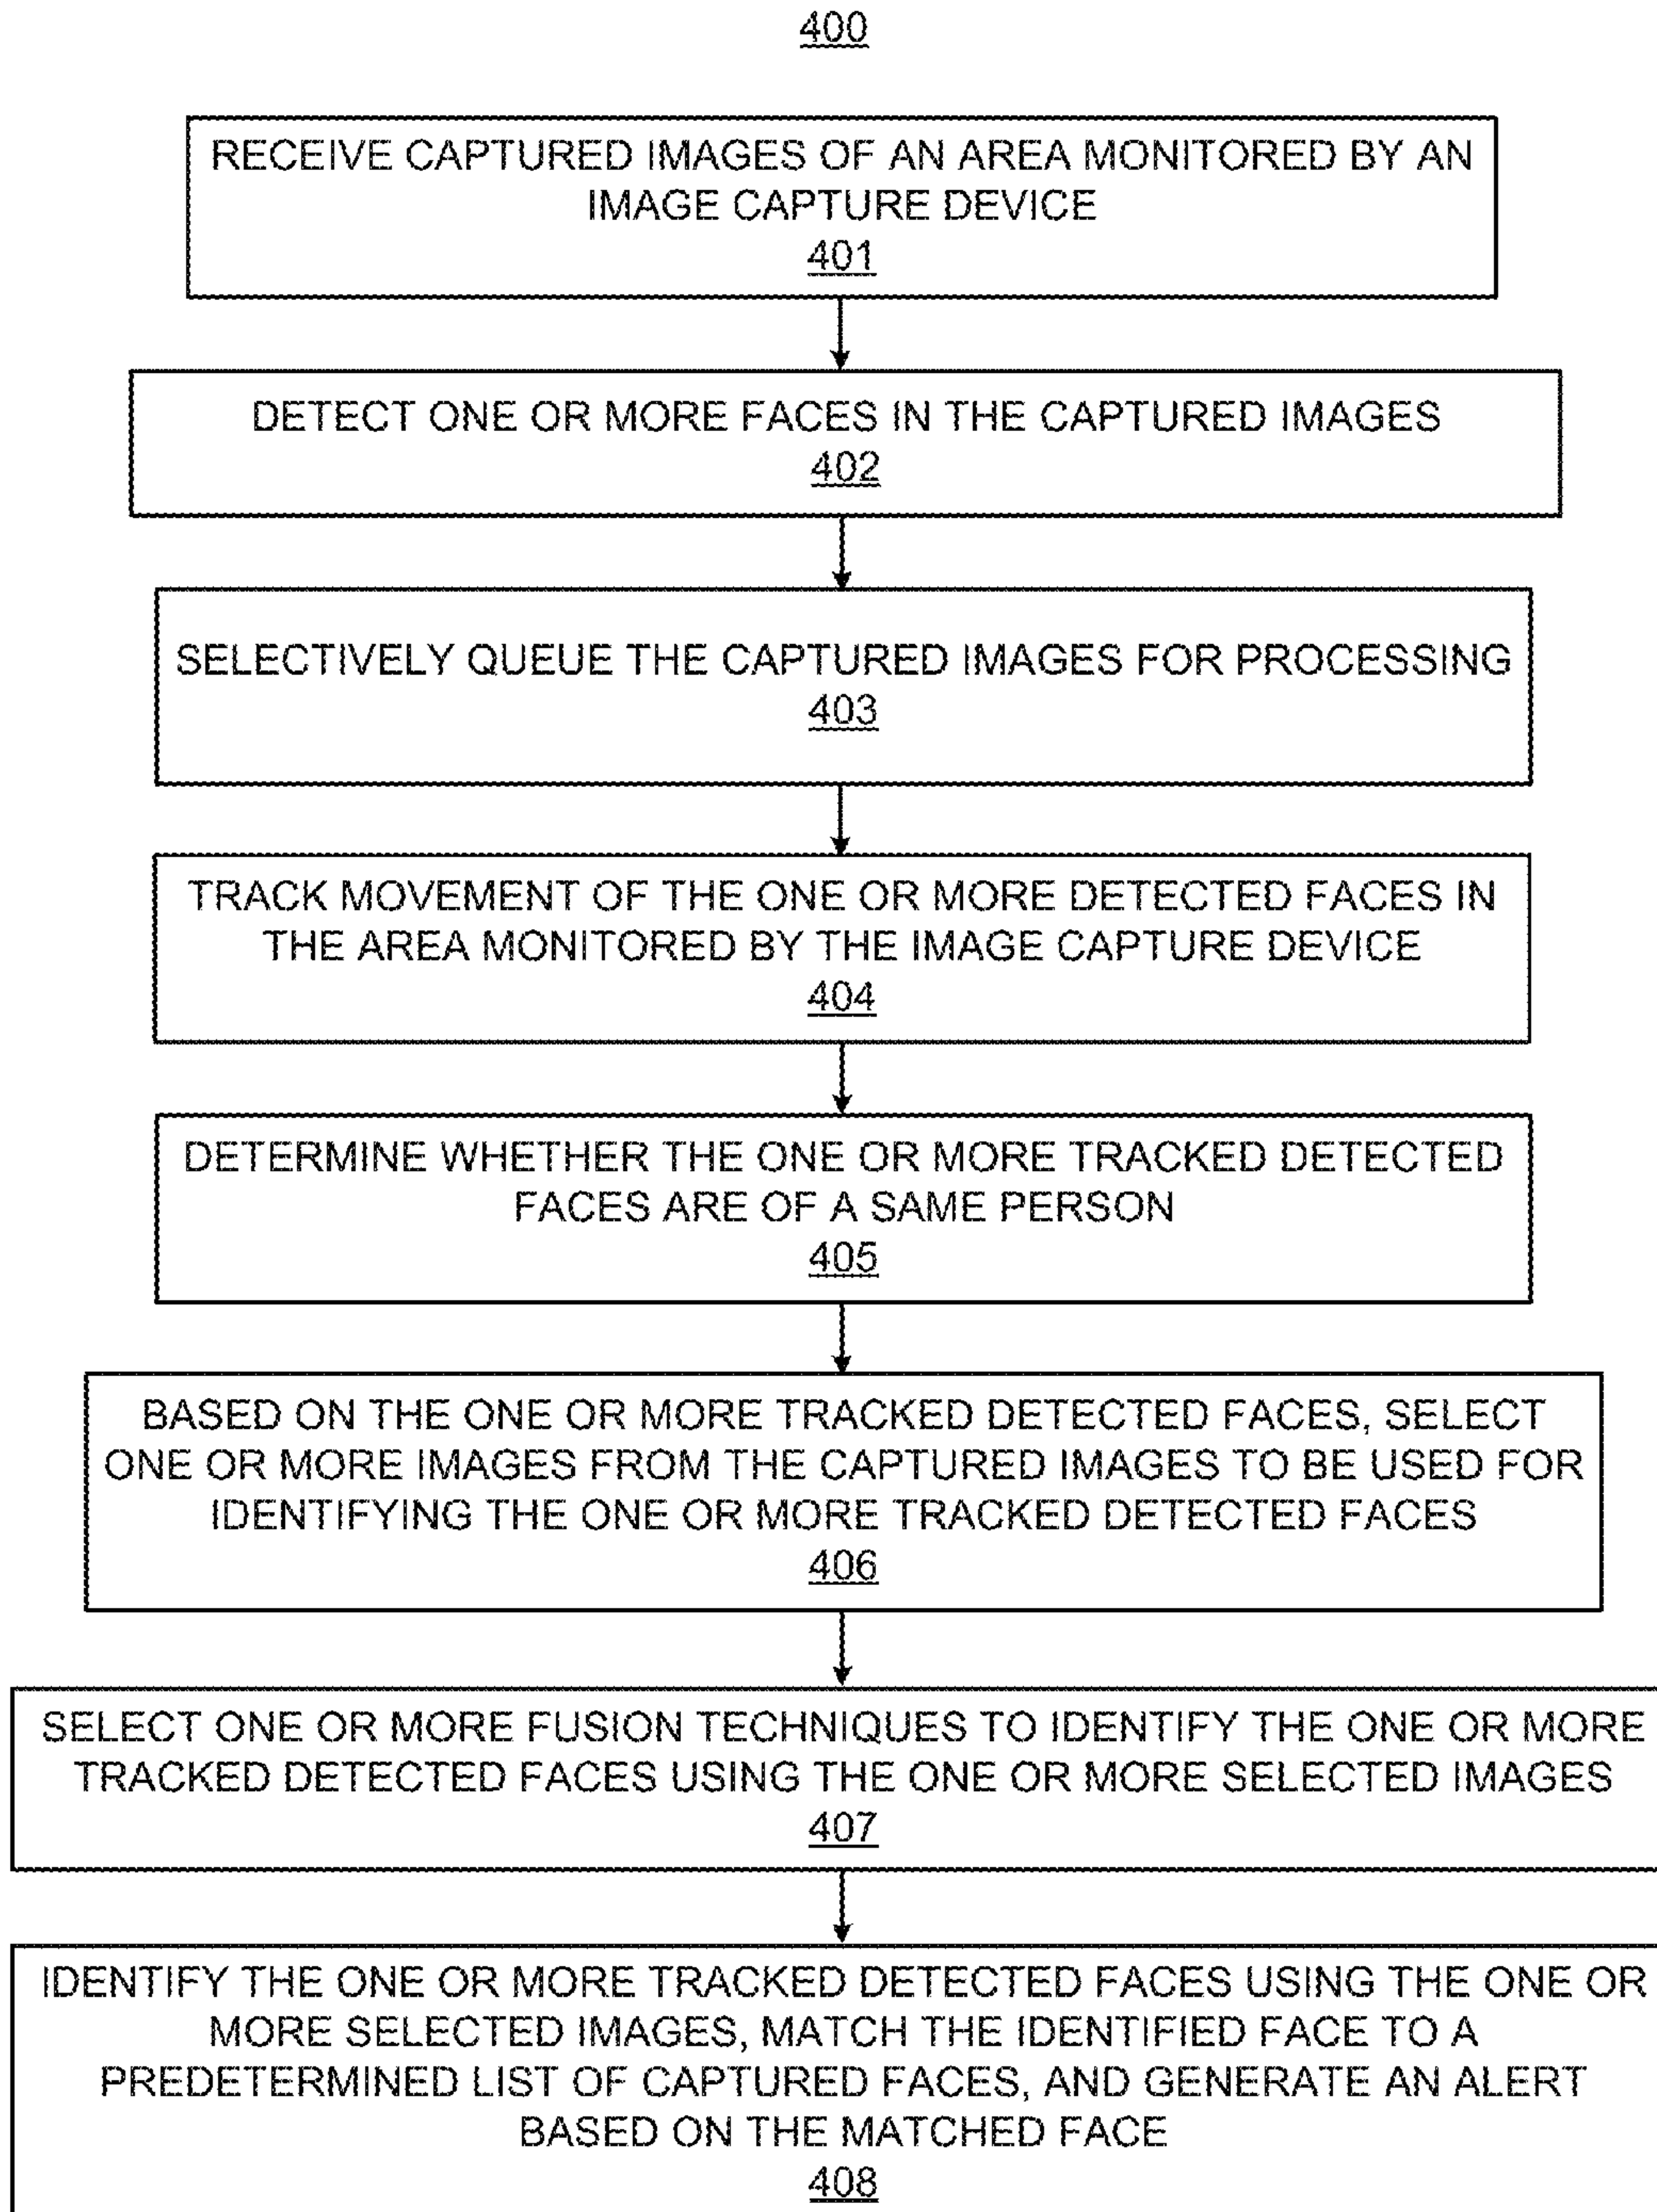 400
RECEIVE CAPTURED IMAGES OF AN AREA MONITORED BY AN
IMAGE CAPTURE DEVICE
401
DETECT ONE OR MORE FACES IN THE CAPTURED IMAGES
402
SELECTIVELY QUEUE THE CAPTURED IMAGES FOR PROCESSING
403
TRACK MOVEMENT OF THE ONE OR MORE DETECTED FACES IN
THE AREA MONITORED BY THE IMAGE CAPTURE DEVICE
404
DETERMINE WHETHER THE ONE OR MORE TRACKED DETECTED
FACES ARE OF A SAME PERSON
405
BASED ON THE ONE OR MORE TRACKED DETECTED FACES, SELECT
ONE OR MORE IMAGES FROM THE CAPTURED IMAGES TO BE USED FOR
IDENTIFYING THE ONE OR MORE TRACKED DETECTED FACES
406
SELECT ONE OR MORE FUSION TECHNIQUES TO IDENTIFY THE ONE OR MORE
TRACKED DETECTED FACES USING THE ONE OR MORE SELECTED IMAGES
407
IDENTIFY THE ONE OR MORE TRACKED DETECTED FACES USING THE ONE OR
MORE SELECTED IMAGES, MATCH THE IDENTIFIED FACE TO A
PREDETERMINED LIST OF CAPTURED FACES, AND GENERATE AN ALERT
BASED ON THE MATCHED FACE
408